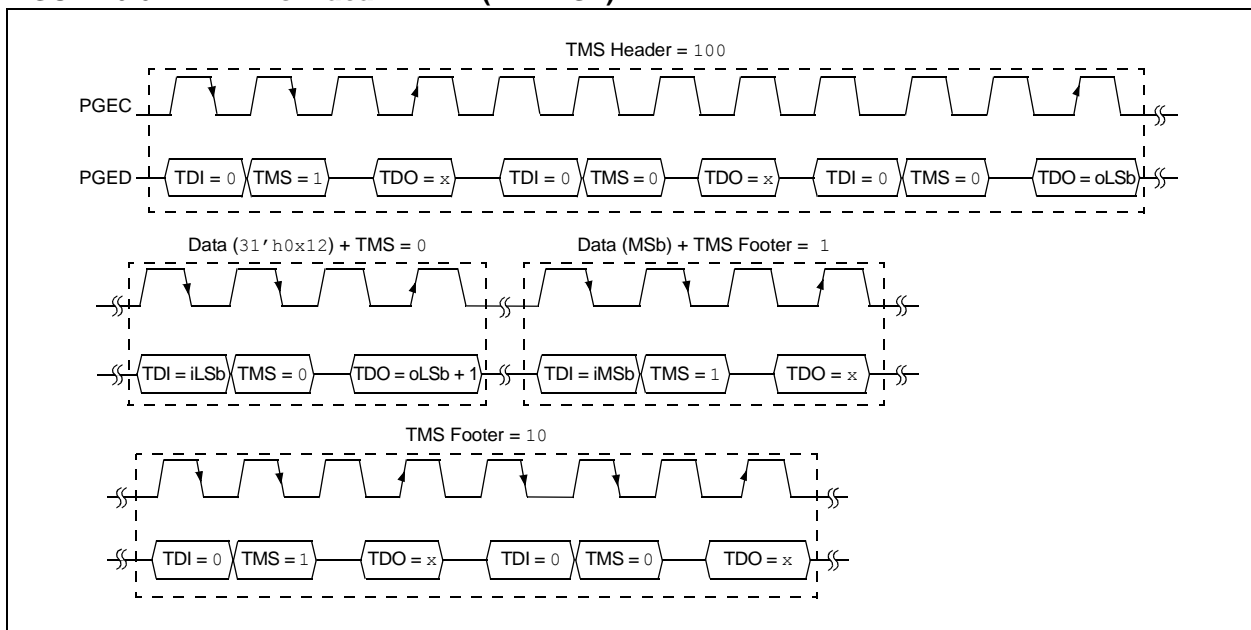 TMS Header = 100
PGEC
PGED
TDI = 0 TMS = 1 TDO = x TDI = 0 TMS = 0 TDO = x TDI = 0 TMS = 0 TDO = oLSb
Data (31'h0x12) + TMS = 0
Data (MSb) + TMS Footer = 1
TDI = iLSb TMS = 0 TDO = oLSb + 1 TDI = iMSb TMS = 1 TDO = x
TMS Footer = 10
TDI = 0 TMS = 1 TDO = x TDI = 0 TMS = 0 TDO = x